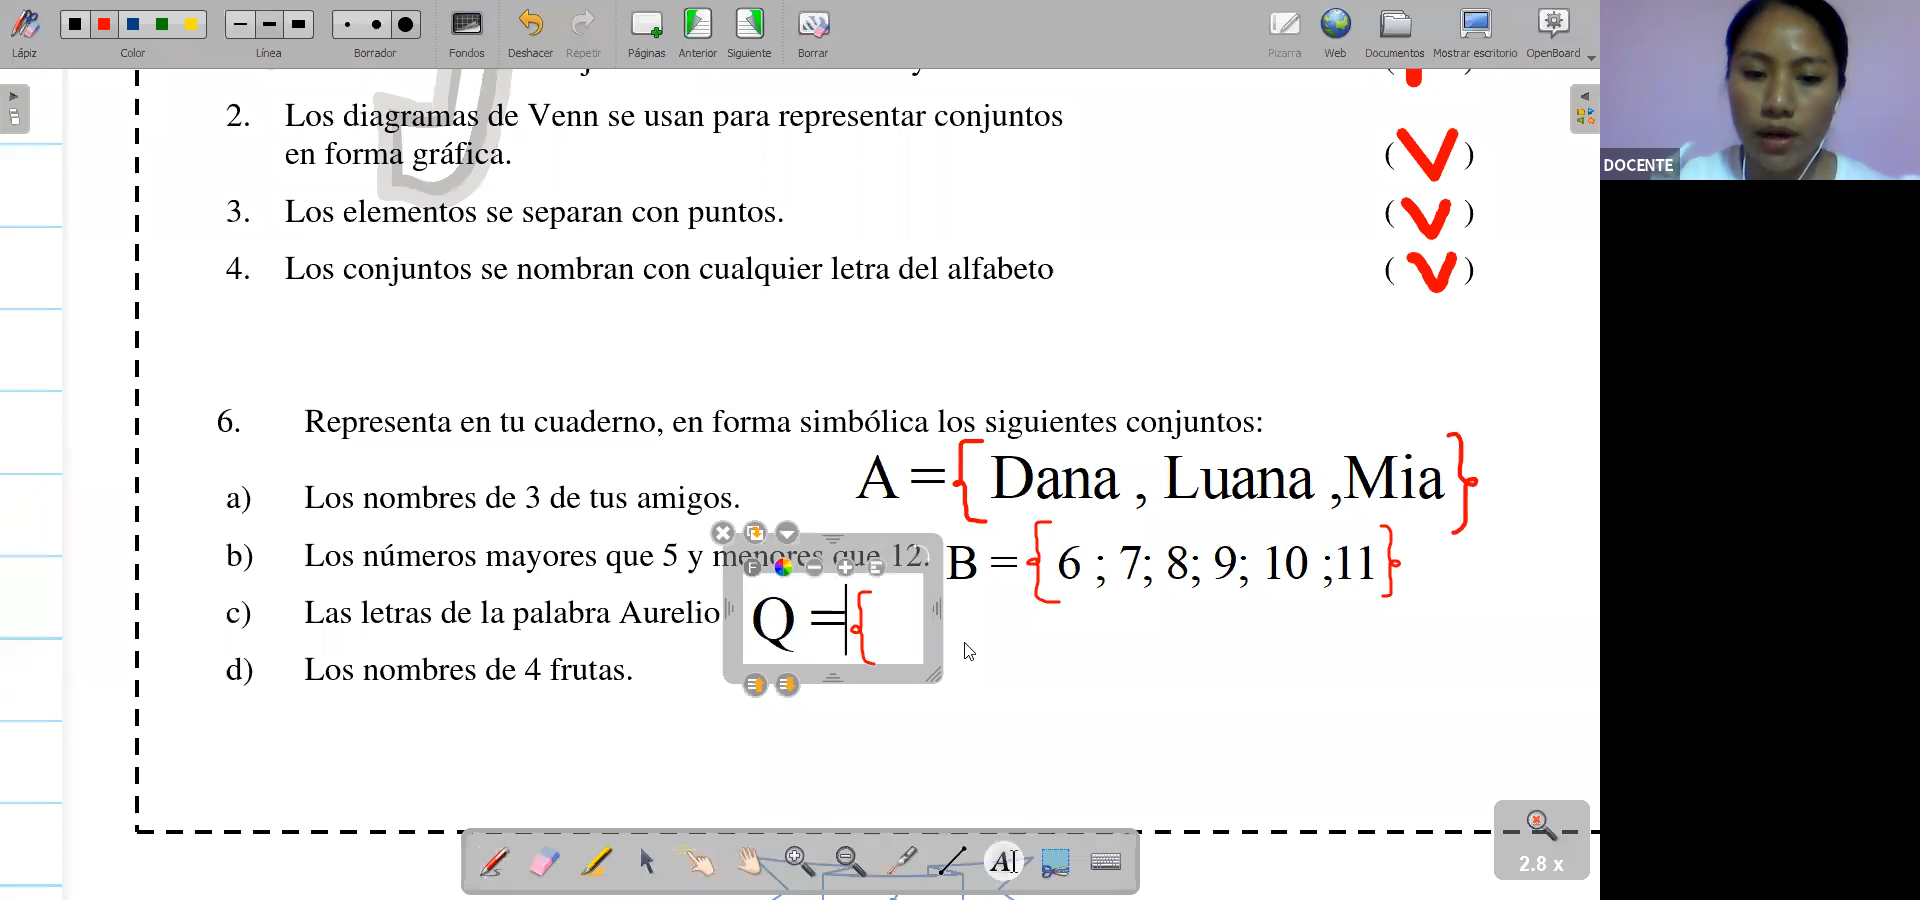 Lápiz
Color
Línea
Borrador
Fondos
Deshacer
Repetir
Páginas
Anterior
Siguiente
Borrar
Pizarra
Web
Documentos
Mostrar escritorio
OpenBoard
DOCENTE
2. Los diagramas de Venn se usan para representar conjuntos
en forma gráfica. ( V )
3. Los elementos se separan con puntos. ( V )
4. Los conjuntos se nombran con cualquier letra del alfabeto ( V )
6. Representa en tu cuaderno, en forma simbólica los siguientes conjuntos:
a) Los nombres de 3 de tus amigos. A = { Dana , Luana ,Mia }
b) Los números mayores que 5 y menores que 12. B = { 6 ; 7; 8; 9; 10 ;11 }
c) Las letras de la palabra Aurelio Q = {
d) Los nombres de 4 frutas.
2.8 x